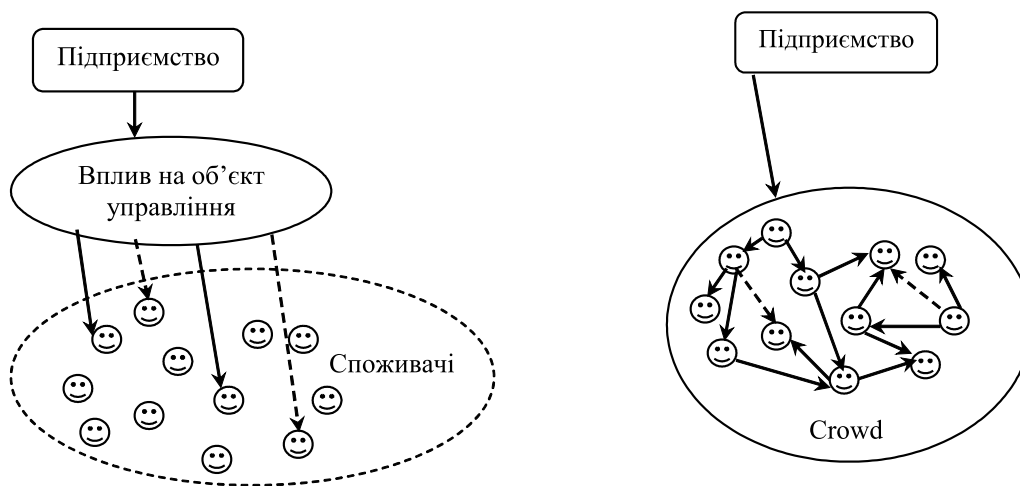 Підприємство
Вплив на об’єкт
управління
Споживачі
Підприємство
Crowd